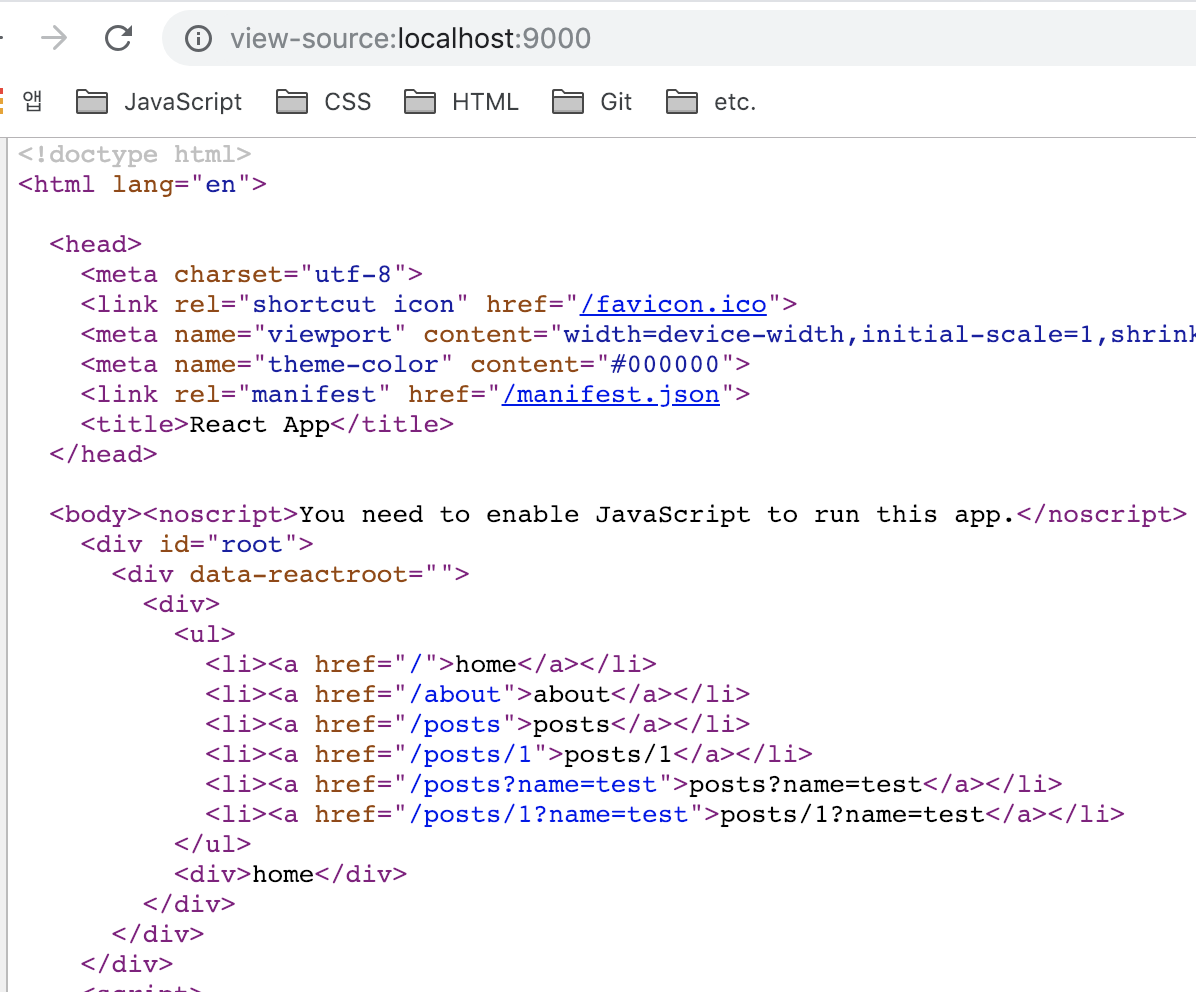 view-source:localhost:9000
앱 JavaScript CSS HTML Git etc.
<!doctype html>
<html lang="en">
<head>
<meta charset="utf-8">
<link rel="shortcut icon" href="/favicon.ico">
<meta name="viewport" content="width=device-width,initial-scale=1,shrink
<meta name="theme-color" content="#000000">
<link rel="manifest" href="/manifest.json">
<title>React App</title>
</head>
<body><noscript>You need to enable JavaScript to run this app.</noscript>
<div id="root">
<div data-reactroot="">
<div>
<ul>
<li><a href="/">home</a></li>
<li><a href="/about">about</a></li>
<li><a href="/posts">posts</a></li>
<li><a href="/posts/1">posts/1</a></li>
<li><a href="/posts?name=test">posts?name=test</a></li>
<li><a href="/posts/1?name=test">posts/1?name=test</a></li>
</ul>
<div>home</div>
</div>
</div>
</div>
<script>